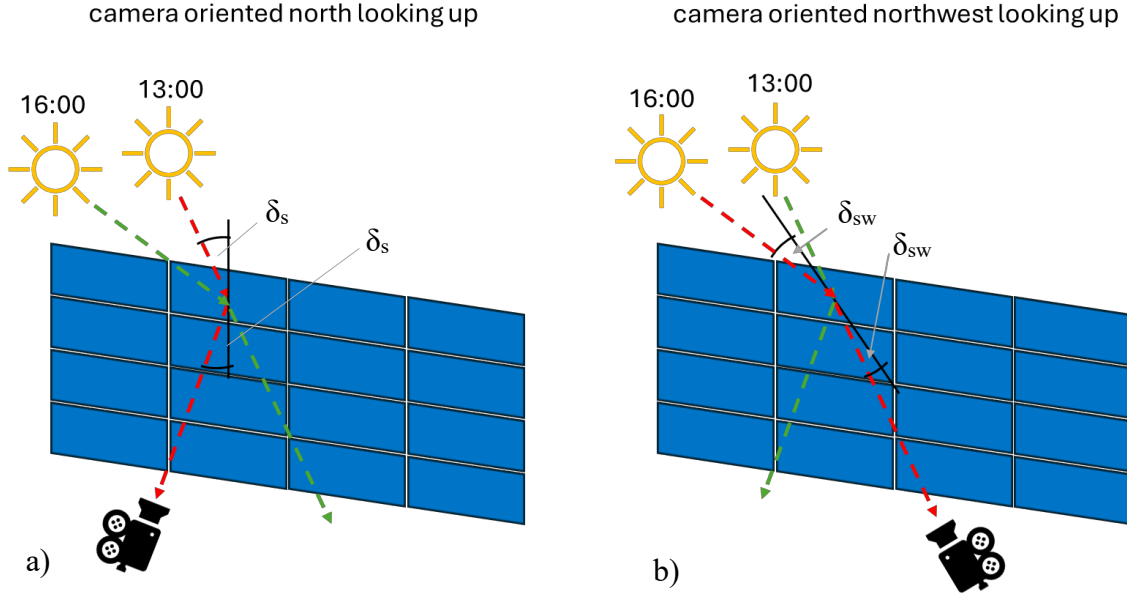 camera oriented north looking up
camera oriented northwest looking up
16:00
13:00
δs
δs
a)
16:00
13:00
δsw
δsw
b)